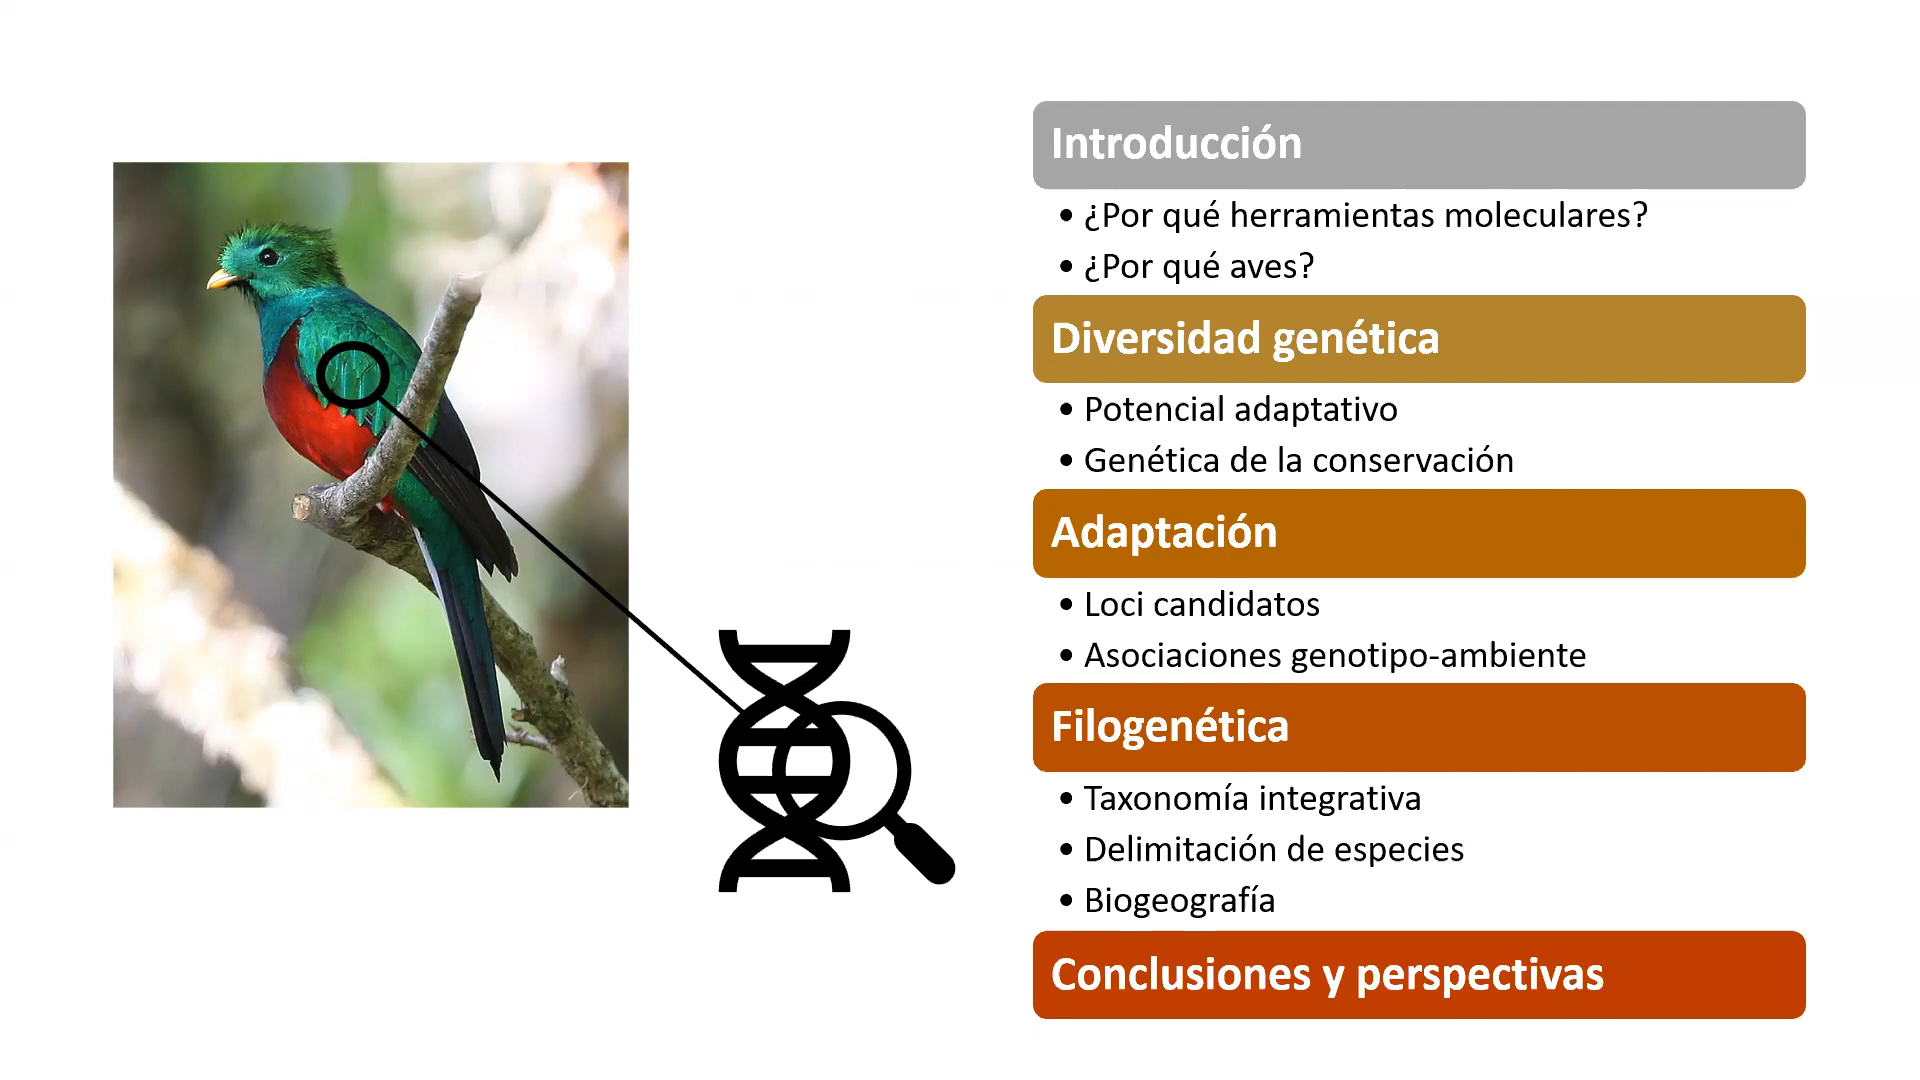 Introducción
• ¿Por qué herramientas moleculares?
• ¿Por qué aves?
Diversidad genética
• Potencial adaptativo
• Genética de la conservación
Adaptación
• Loci candidatos
• Asociaciones genotipo-ambiente
Filogenética
• Taxonomía integrativa
• Delimitación de especies
• Biogeografía
Conclusiones y perspectivas